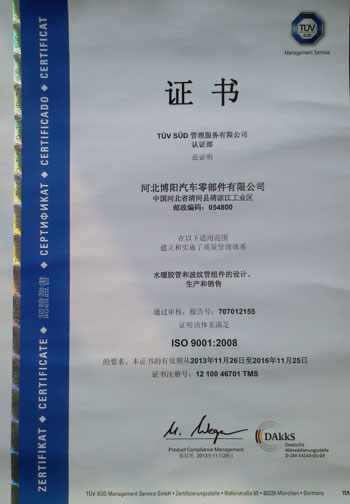 TÜV
SÜD
Management Service
证 书
TÜV SÜD 管理服务有限公司
认证部
兹证明
河北博阳汽车零部件有限公司
中国河北省清河县清凉江工业区
邮政编码：054800
在以下适用范围
建立和实施了质量管理体系
水暖胶管和波纹管组件的设计、
生产和销售
通过审核，报告号：707012155
证明该体系满足
ISO 9001:2008
的要求。本证书的有效期从2013年11月26日至2016年11月25日
证书注册号：12 100 46701 TMS
Product Compliance Management
DAkkS
Deutsche
Akkreditierungsstelle
D-ZM-14143-01-03
TÜV SÜD Management Service GmbH • Zertifizierungsstelle • Ridlerstraße 65 • 80339 München • Germany
ZERTIFIKAT ◆ CERTIFICATE ◆ 認證證書 ◆ СЕРТИФИКАТ ◆ CERTIFICADO ◆ CERTIFICAT